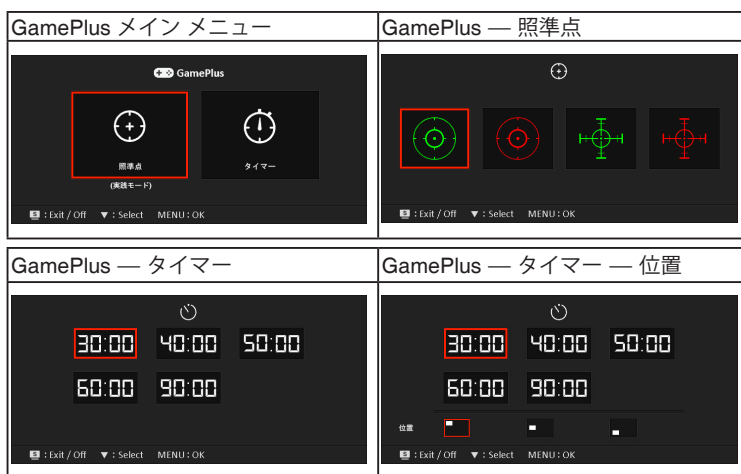 GamePlus メイン メニュー
GamePlus
照準点
(実践モード)
タイマー
S : Exit / Off ▼ : Select MENU : OK
GamePlus — 照準点
S : Exit / Off ▼ : Select MENU : OK
GamePlus — タイマー
30:00 40:00 50:00
60:00 90:00
S : Exit / Off ▼ : Select MENU : OK
GamePlus — タイマー — 位置
30:00 40:00 50:00
60:00 90:00
位置
S : Exit / Off ▼ : Select MENU : OK